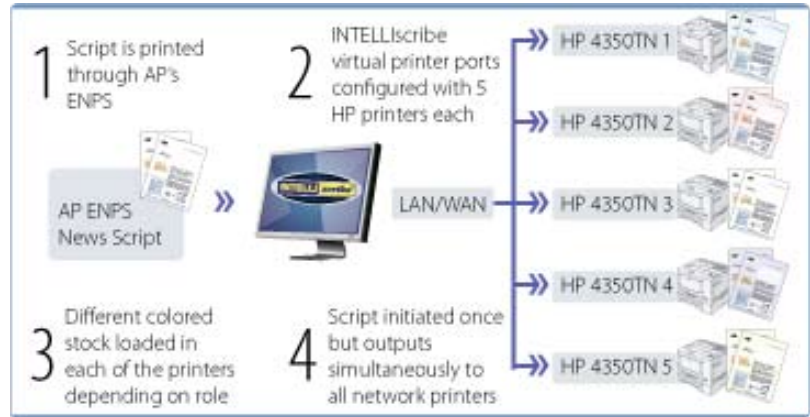 1
Script is printed
through AP's
ENPS
2
INTELLIscribe
virtual printer ports
configured with 5
HP printers each
AP ENPS
News Script
INTELLIscribe
LAN/WAN
HP 4350TN 1
HP 4350TN 2
HP 4350TN 3
HP 4350TN 4
HP 4350TN 5
3
Different colored
stock loaded in
each of the printers
depending on role
4
Script initiated once
but outputs
simultaneously to
all network printers